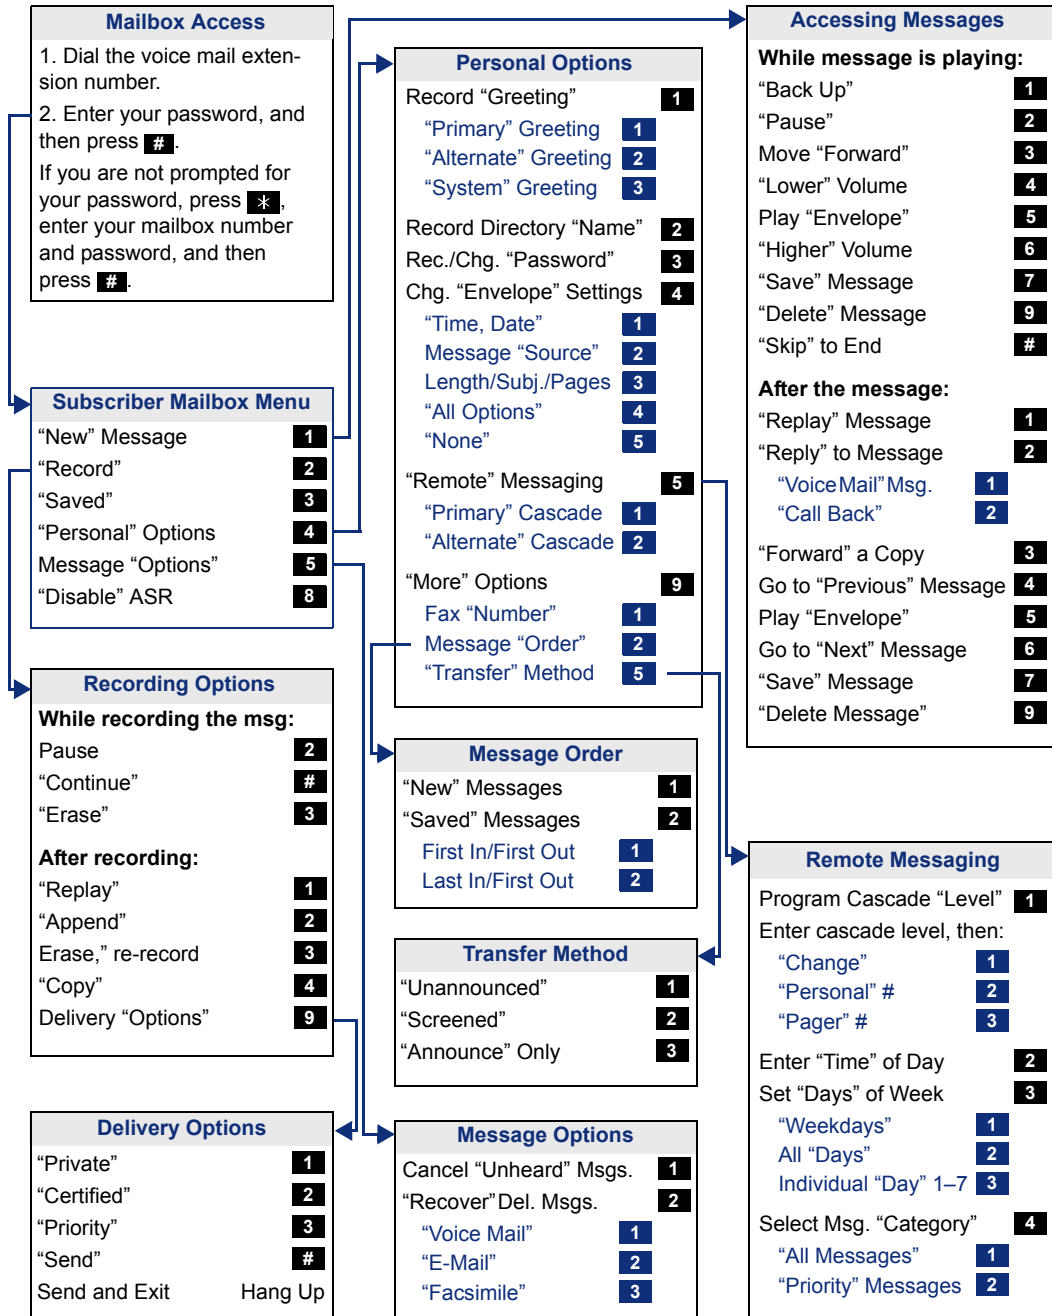 Mailbox Access
1. Dial the voice mail exten-
sion number.
2. Enter your password, and
then press # .
If you are not prompted for
your password, press * ,
enter your mailbox number
and password, and then
press # .
Subscriber Mailbox Menu
“New” Message 1
“Record” 2
“Saved” 3
“Personal” Options 4
Message “Options” 5
“Disable” ASR 8
Recording Options
While recording the msg:
Pause 2
“Continue” #
“Erase” 3
After recording:
“Replay” 1
“Append” 2
Erase,” re-record 3
“Copy” 4
Delivery “Options” 9
Delivery Options
“Private” 1
“Certified” 2
“Priority” 3
“Send” #
Send and Exit Hang Up
Personal Options
Record “Greeting” 1
“Primary” Greeting 1
“Alternate” Greeting 2
“System” Greeting 3
Record Directory “Name” 2
Rec./Chg. “Password” 3
Chg. “Envelope” Settings 4
“Time, Date” 1
Message “Source” 2
Length/Subj./Pages 3
“All Options” 4
“None” 5
“Remote” Messaging 5
“Primary” Cascade 1
“Alternate” Cascade 2
“More” Options 9
Fax “Number” 1
Message “Order” 2
“Transfer” Method 5
Message Order
“New” Messages 1
“Saved” Messages 2
First In/First Out 1
Last In/First Out 2
Transfer Method
“Unannounced” 1
“Screened” 2
“Announce” Only 3
Message Options
Cancel “Unheard” Msgs. 1
“Recover” Del. Msgs. 2
“Voice Mail” 1
“E-Mail” 2
“Facsimile” 3
Accessing Messages
While message is playing:
“Back Up” 1
“Pause” 2
Move “Forward” 3
“Lower” Volume 4
Play “Envelope” 5
“Higher” Volume 6
“Save” Message 7
“Delete” Message 9
“Skip” to End #
After the message:
“Replay” Message 1
“Reply” to Message 2
“Voice Mail” Msg. 1
“Call Back” 2
“Forward” a Copy 3
Go to “Previous” Message 4
Play “Envelope” 5
Go to “Next” Message 6
“Save” Message 7
“Delete Message” 9
Remote Messaging
Program Cascade “Level” 1
Enter cascade level, then:
“Change” 1
“Personal” # 2
“Pager” # 3
Enter “Time” of Day 2
Set “Days” of Week 3
“Weekdays” 1
All “Days” 2
Individual “Day” 1–7 3
Select Msg. “Category” 4
“All Messages” 1
“Priority” Messages 2